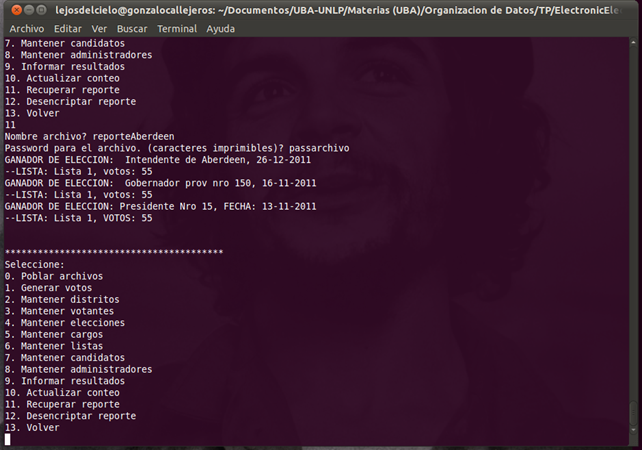 lejosdelcielo@gonzalocallejeros: ~/Documentos/UBA-UNLP/Materias (UBA)/Organizacion de Datos/TP/ElectronicEle
Archivo Editar Ver Buscar Terminal Ayuda
7. Mantener candidatos
8. Mantener administradores
9. Informar resultados
10. Actualizar conteo
11. Recuperar reporte
12. Desencriptar reporte
13. Volver
11
Nombre archivo? reporteAberdeen
Password para el archivo. (caracteres imprimibles)? passarchivo
GANADOR DE ELECCION:  Intendente de Aberdeen, 26-12-2011
--LISTA: Lista 1, votos: 55
GANADOR DE ELECCION:  Gobernador prov nro 150, 16-11-2011
--LISTA: Lista 1, votos: 55
GANADOR DE ELECCION: Presidente Nro 15, FECHA: 13-11-2011
--LISTA: Lista 1, VOTOS: 55
****************************************
Seleccione:
0. Poblar archivos
1. Generar votos
2. Mantener distritos
3. Mantener votantes
4. Mantener elecciones
5. Mantener cargos
6. Mantener listas
7. Mantener candidatos
8. Mantener administradores
9. Informar resultados
10. Actualizar conteo
11. Recuperar reporte
12. Desencriptar reporte
13. Volver